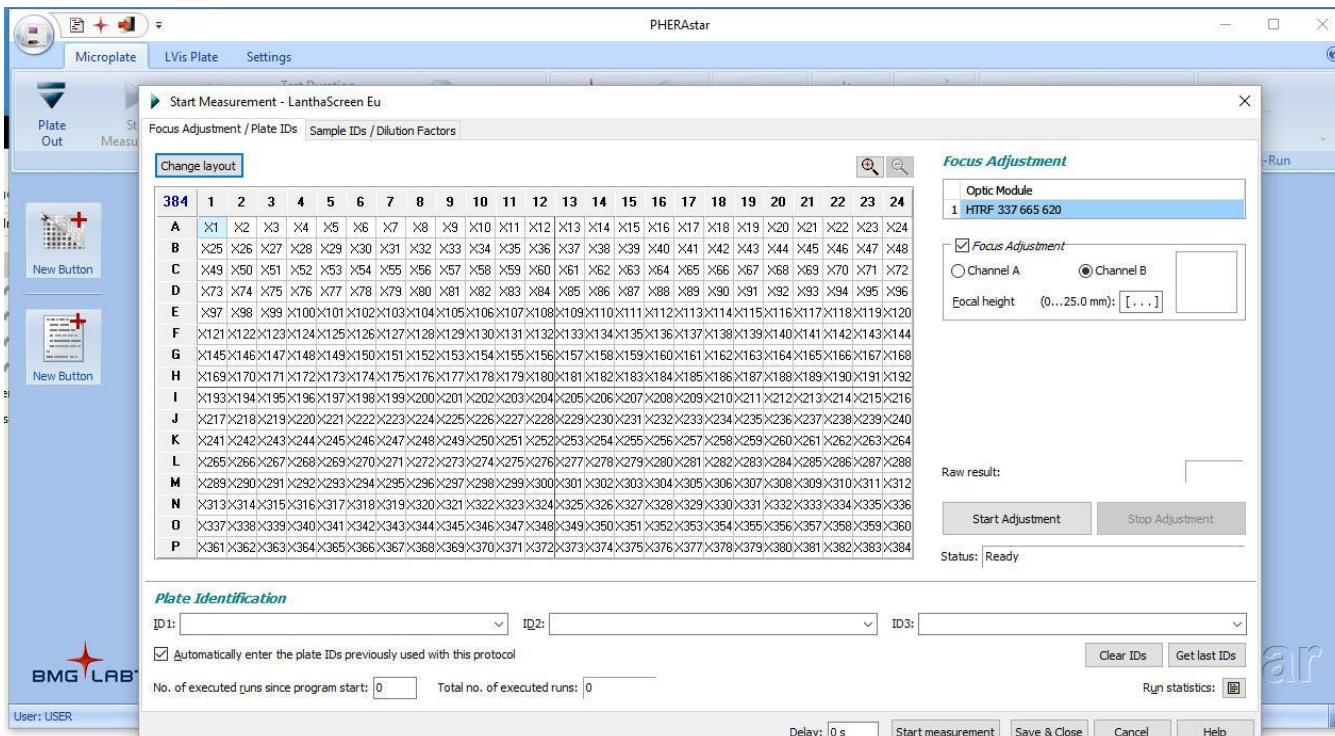 PHERAstar
Microplate LVis Plate Settings
Plate Out
Start Measurement - LanthaScreen Eu
Focus Adjustment / Plate IDs Sample IDs / Dilution Factors
Change layout
Focus Adjustment
-Run
Optic Module
1 HTRF 337 665 620
384 1 2 3 4 5 6 7 8 9 10 11 12 13 14 15 16 17 18 19 20 21 22 23 24
A X1 X2 X3 X4 X5 X6 X7 X8 X9 X10 X11 X12 X13 X14 X15 X16 X17 X18 X19 X20 X21 X22 X23 X24
B X25 X26 X27 X28 X29 X30 X31 X32 X33 X34 X35 X36 X37 X38 X39 X40 X41 X42 X43 X44 X45 X46 X47 X48
C X49 X50 X51 X52 X53 X54 X55 X56 X57 X58 X59 X60 X61 X62 X63 X64 X65 X66 X67 X68 X69 X70 X71 X72
D X73 X74 X75 X76 X77 X78 X79 X80 X81 X82 X83 X84 X85 X86 X87 X88 X89 X90 X91 X92 X93 X94 X95 X96
E X97 X98 X99 X100 X101 X102 X103 X104 X105 X106 X107 X108 X109 X110 X111 X112 X113 X114 X115 X116 X117 X118 X119 X120
F X121 X122 X123 X124 X125 X126 X127 X128 X129 X130 X131 X132 X133 X134 X135 X136 X137 X138 X139 X140 X141 X142 X143 X144
G X145 X146 X147 X148 X149 X150 X151 X152 X153 X154 X155 X156 X157 X158 X159 X160 X161 X162 X163 X164 X165 X166 X167 X168
H X169 X170 X171 X172 X173 X174 X175 X176 X177 X178 X179 X180 X181 X182 X183 X184 X185 X186 X187 X188 X189 X190 X191 X192
I X193 X194 X195 X196 X197 X198 X199 X200 X201 X202 X203 X204 X205 X206 X207 X208 X209 X210 X211 X212 X213 X214 X215 X216
J X217 X218 X219 X220 X221 X222 X223 X224 X225 X226 X227 X228 X229 X230 X231 X232 X233 X234 X235 X236 X237 X238 X239 X240
K X241 X242 X243 X244 X245 X246 X247 X248 X249 X250 X251 X252 X253 X254 X255 X256 X257 X258 X259 X260 X261 X262 X263 X264
L X265 X266 X267 X268 X269 X270 X271 X272 X273 X274 X275 X276 X277 X278 X279 X280 X281 X282 X283 X284 X285 X286 X287 X288
M X289 X290 X291 X292 X293 X294 X295 X296 X297 X298 X299 X300 X301 X302 X303 X304 X305 X306 X307 X308 X309 X310 X311 X312
N X313 X314 X315 X316 X317 X318 X319 X320 X321 X322 X323 X324 X325 X326 X327 X328 X329 X330 X331 X332 X333 X334 X335 X336
O X337 X338 X339 X340 X341 X342 X343 X344 X345 X346 X347 X348 X349 X350 X351 X352 X353 X354 X355 X356 X357 X358 X359 X360
P X361 X362 X363 X364 X365 X366 X367 X368 X369 X370 X371 X372 X373 X374 X375 X376 X377 X378 X379 X380 X381 X382 X383 X384
Focus Adjustment
Channel A Channel B
Focal height (0...25.0 mm): [...]
Raw result:
Start Adjustment Stop Adjustment
Status: Ready
New Button
New Button
Plate Identification
ID1: ID2: ID3:
Automatically enter the plate IDs previously used with this protocol
Clear IDs Get last IDs
No. of executed runs since program start: 0 Total no. of executed runs: 0 Run statistics:
BMG LAB
ar
User: USER
Delay: 0 s Start measurement Save & Close Cancel Help